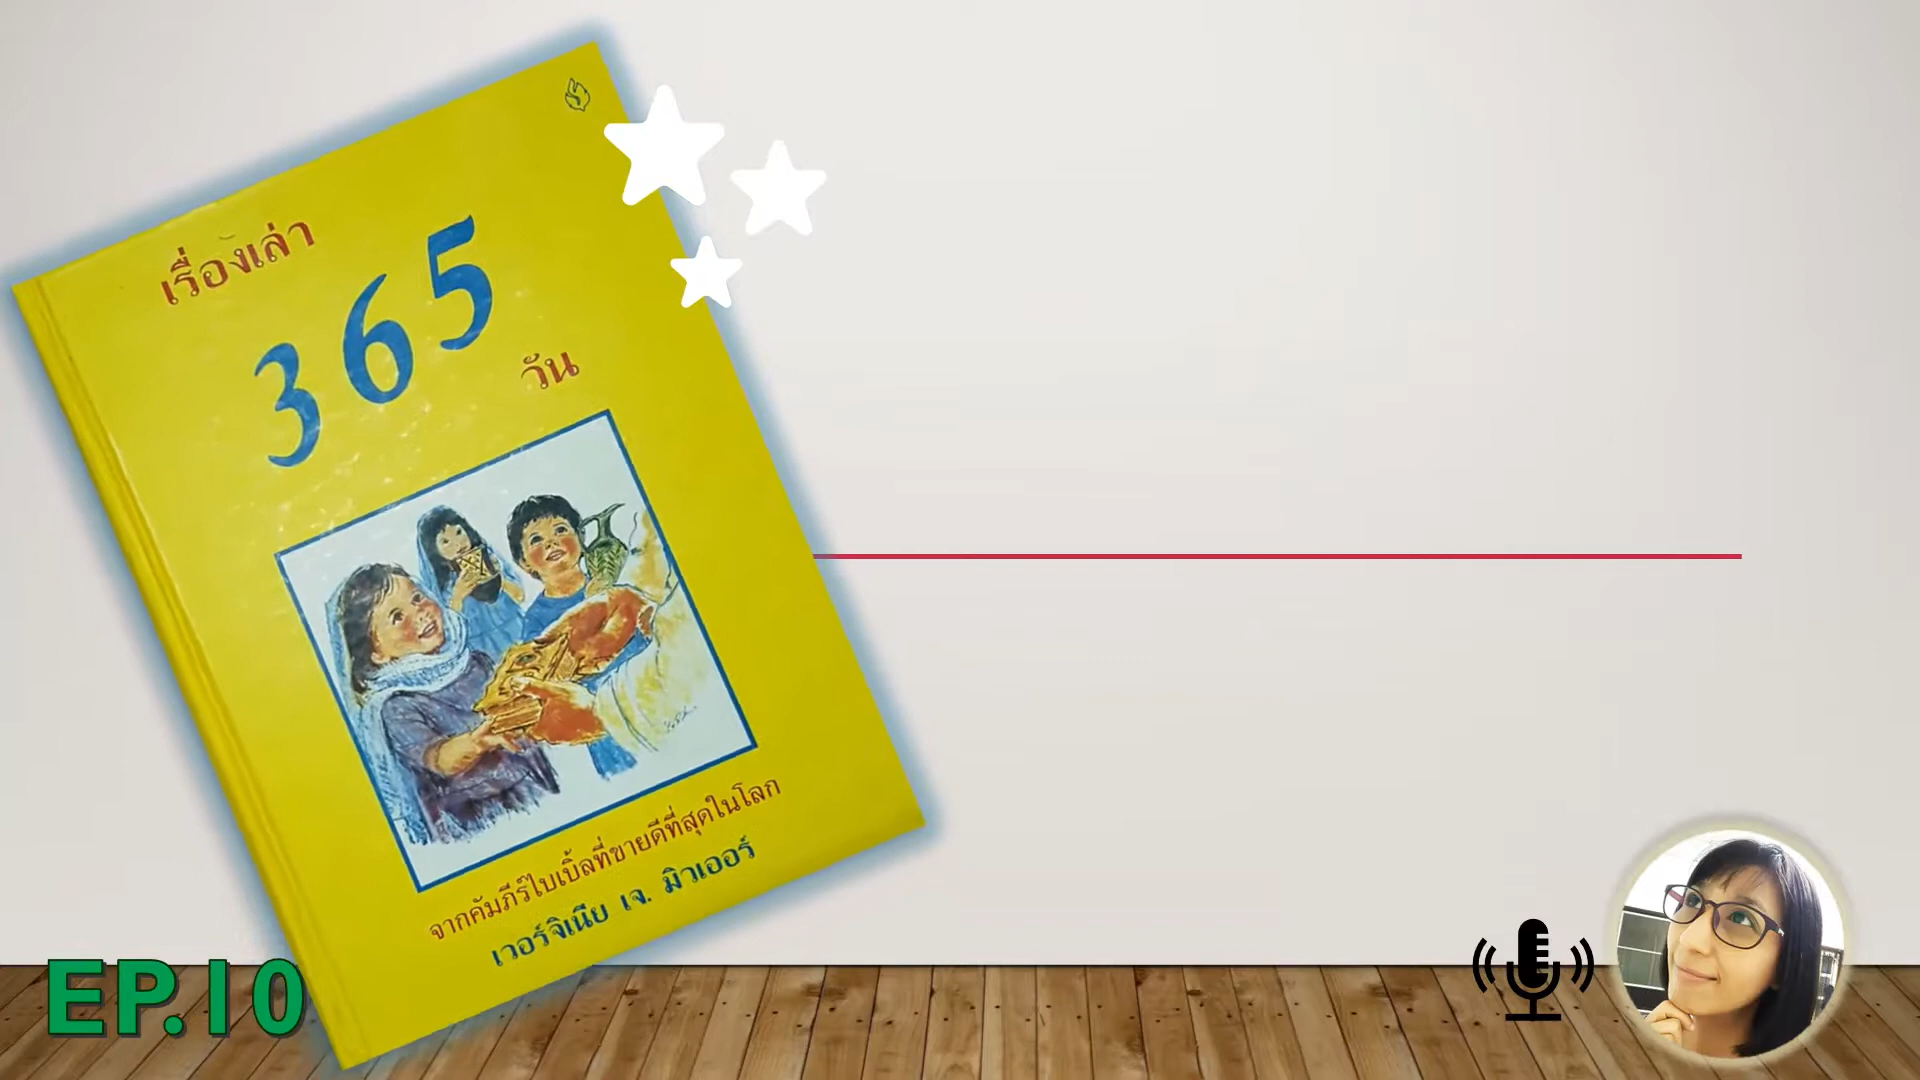 เรื่องเล่า
365
วัน
จากคัมภีร์ไบเบิ้ลที่ขายดีที่สุดในโลก
เวอร์จิเนีย เจ. มิวเออร์
EP.10